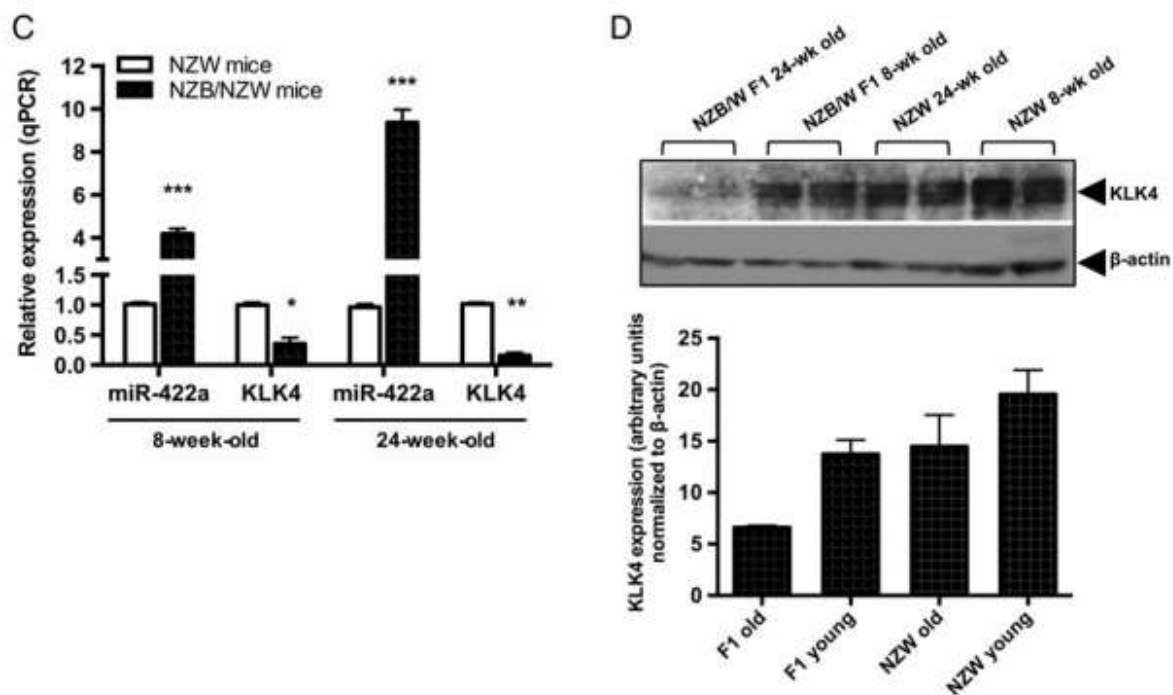 C
Relative expression (qPCR)
12
10
8
6
4
1.5
1.0
0.5
0.0
NZW mice
NZB/NZW mice
***
*
***
**
miR-422a KLK4 miR-422a KLK4
8-week-old 24-week-old
D
NZB/W F1 24-wk old
NZB/W F1 8-wk old
NZW 24-wk old
NZW 8-wk old
KLK4
β-actin
KLK4 expression (arbitrary unitis
normalized to β-actin)
25
20
15
10
5
0
F1 old
F1 young
NZW old
NZW young